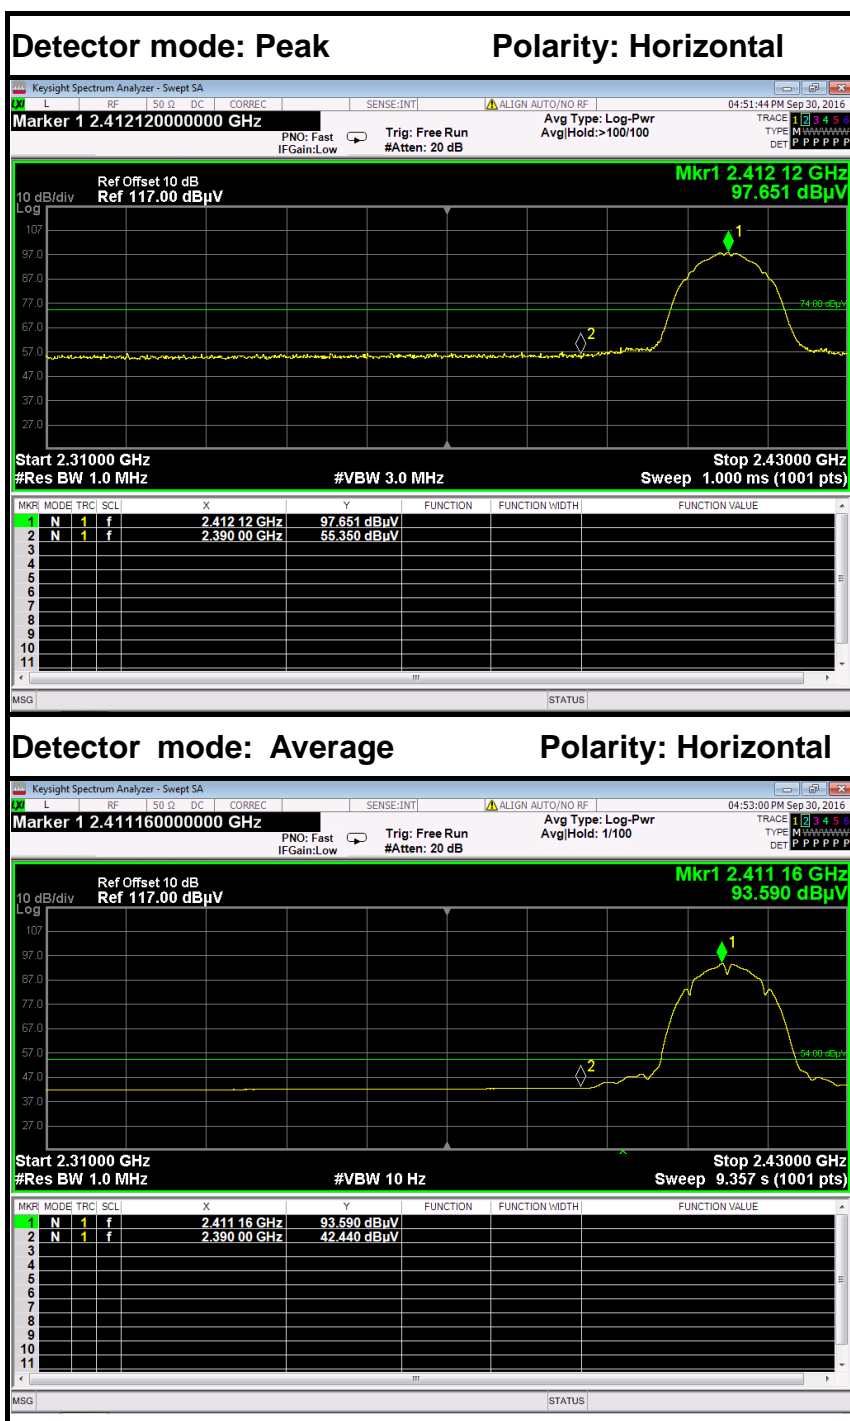 Detector mode: Peak Polarity: Horizontal
Keysight Spectrum Analyzer - Swept SA
LXI L RF 50 Ω DC CORREC SENSE:INT ALIGN AUTO/NO RF 04:51:44 PM Sep 30, 2016
Marker 1 2.412120000000 GHz
PNO: Fast
IFGain:Low
Trig: Free Run
#Atten: 20 dB
Avg Type: Log-Pwr
Avg|Hold:>100/100
TRACE 1 2 3 4 5 6
TYPE M WWWWW
DET P P P P P P
Mkr1 2.412 12 GHz
97.651 dBµV
Ref Offset 10 dB
10 dB/div Ref 117.00 dBµV
Log
107
97.0
87.0
77.0
67.0
57.0
47.0
37.0
27.0
1
74.00 dBµV
2
Start 2.31000 GHz Stop 2.43000 GHz
#Res BW 1.0 MHz #VBW 3.0 MHz Sweep 1.000 ms (1001 pts)
MKR MODE TRC SCL X Y FUNCTION FUNCTION WIDTH FUNCTION VALUE
1 N 1 f 2.412 12 GHz 97.651 dBµV
2 N 1 f 2.390 00 GHz 55.350 dBµV
3
4
5
6
7
8
9
10
11
MSG STATUS
Detector mode: Average Polarity: Horizontal
Keysight Spectrum Analyzer - Swept SA
LXI L RF 50 Ω DC CORREC SENSE:INT ALIGN AUTO/NO RF 04:53:00 PM Sep 30, 2016
Marker 1 2.411160000000 GHz
PNO: Fast
IFGain:Low
Trig: Free Run
#Atten: 20 dB
Avg Type: Log-Pwr
Avg|Hold: 1/100
TRACE 1 2 3 4 5 6
TYPE M WWWWW
DET P P P P P P
Mkr1 2.411 16 GHz
93.590 dBµV
Ref Offset 10 dB
10 dB/div Ref 117.00 dBµV
Log
107
97.0
87.0
77.0
67.0
57.0
47.0
37.0
27.0
1
54.00 dBµV
2
Start 2.31000 GHz Stop 2.43000 GHz
#Res BW 1.0 MHz #VBW 10 Hz Sweep 9.357 s (1001 pts)
MKR MODE TRC SCL X Y FUNCTION FUNCTION WIDTH FUNCTION VALUE
1 N 1 f 2.411 16 GHz 93.590 dBµV
2 N 1 f 2.390 00 GHz 42.440 dBµV
3
4
5
6
7
8
9
10
11
MSG STATUS